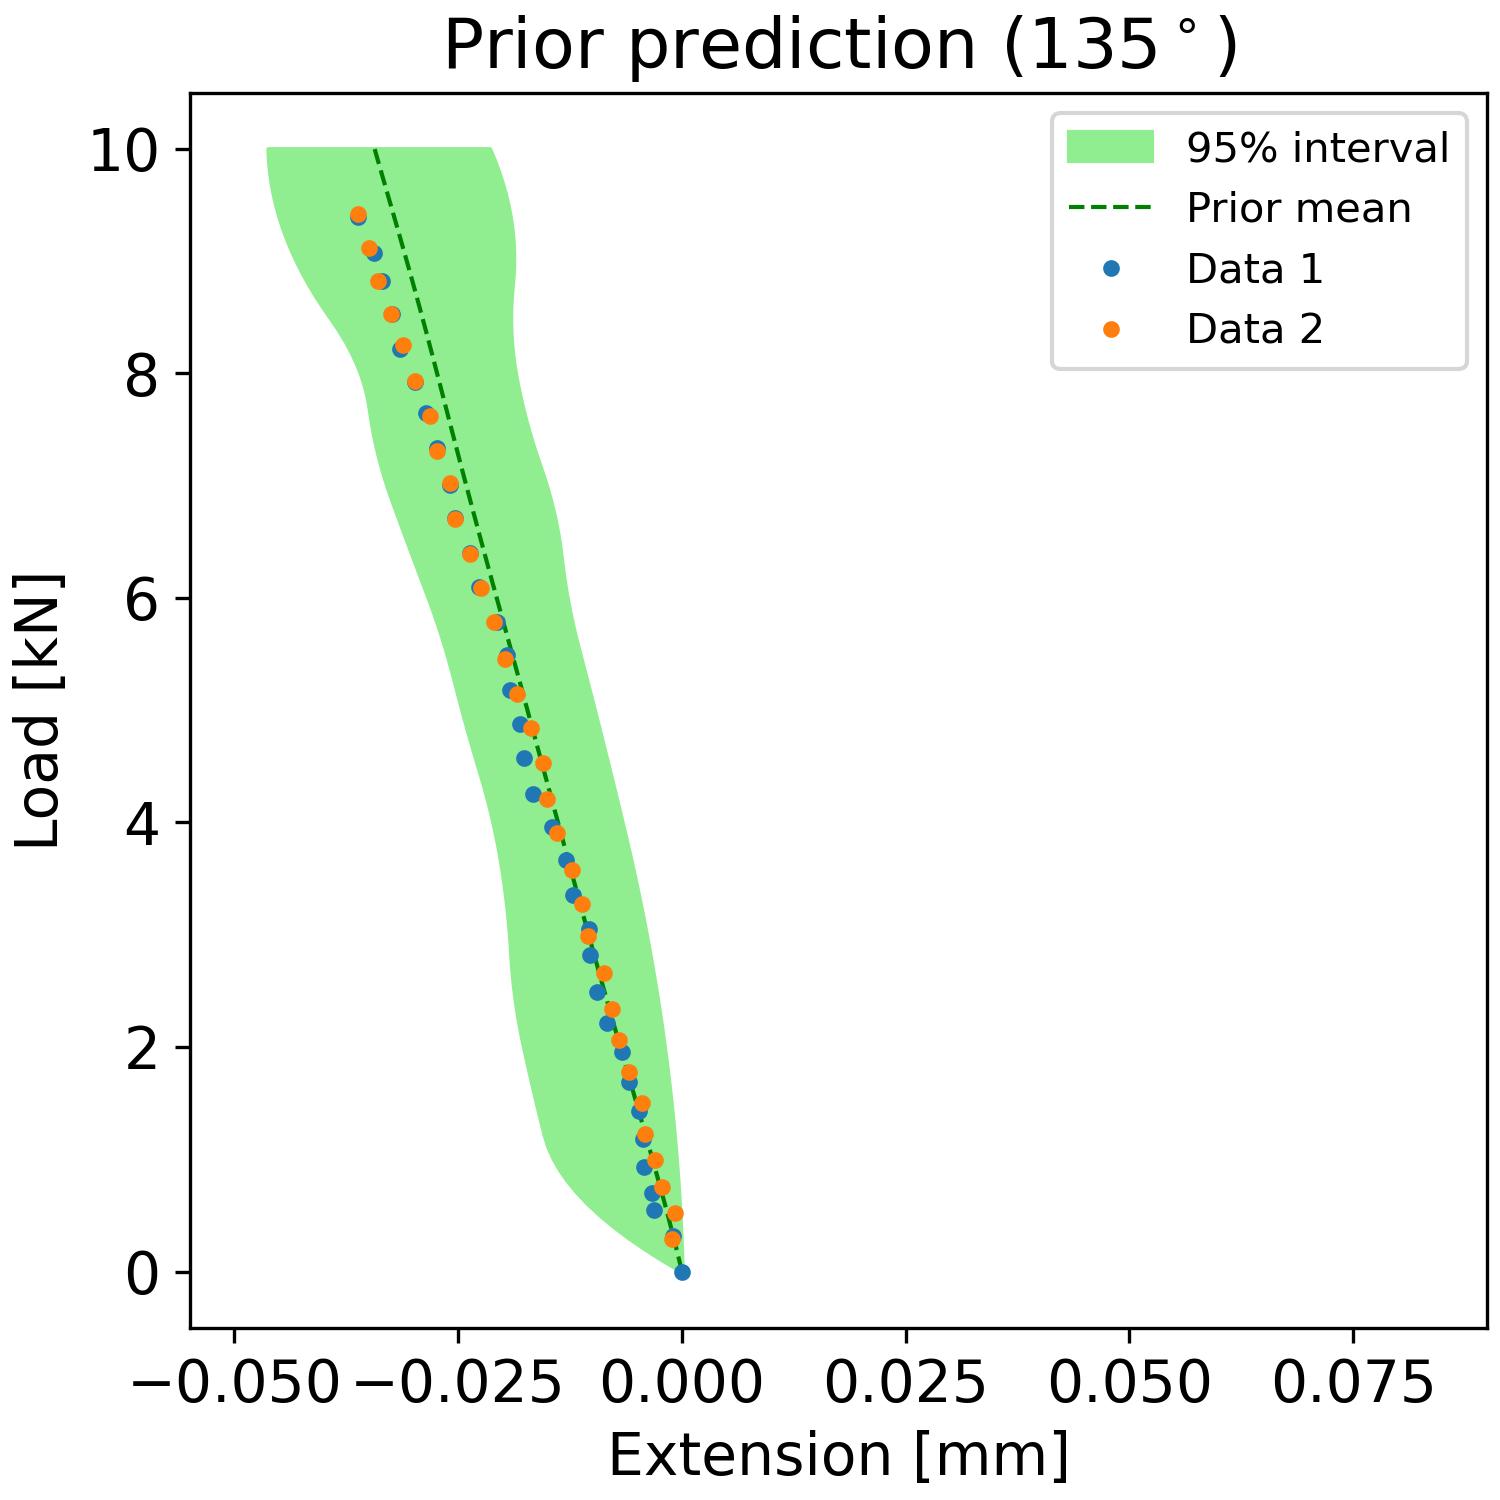 Prior prediction (135°)
95% interval
Prior mean
Data 1
Data 2
10
8
6
4
2
0
Load [kN]
−0.050 −0.025 0.000 0.025 0.050 0.075
Extension [mm]